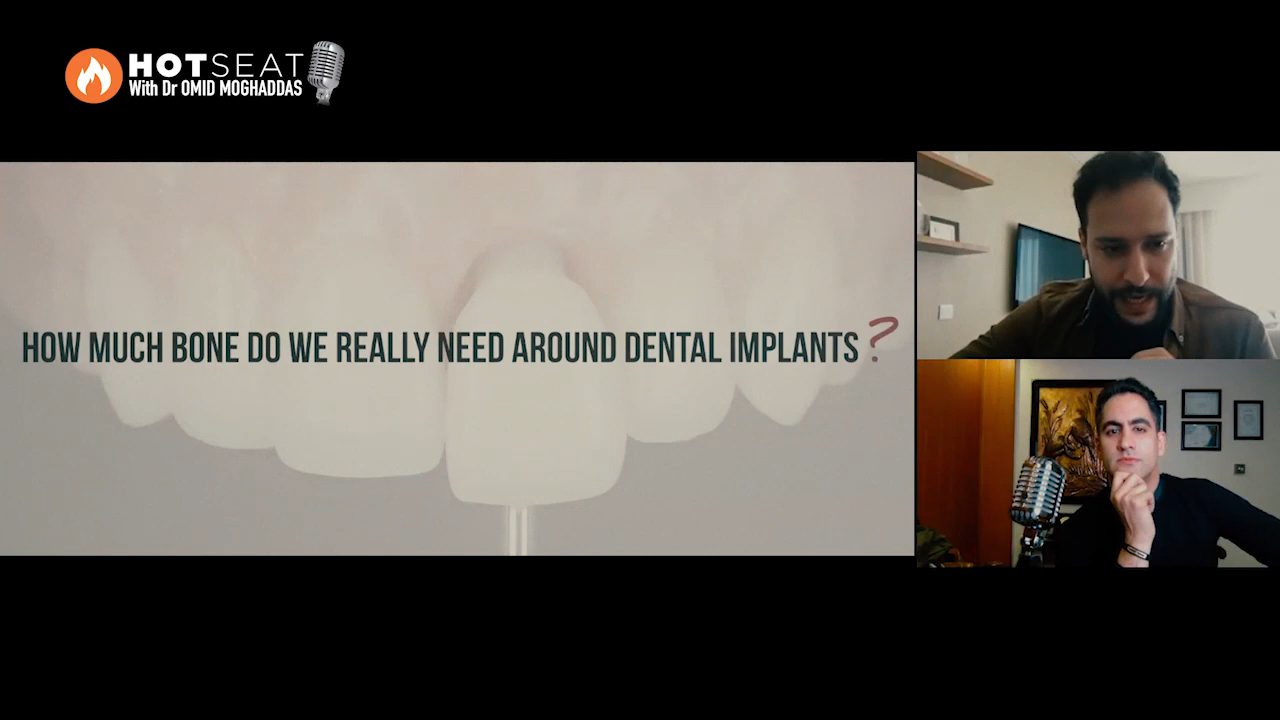 HOTSEAT
With Dr OMID MOGHADDAS
HOW MUCH BONE DO WE REALLY NEED AROUND DENTAL IMPLANTS ?